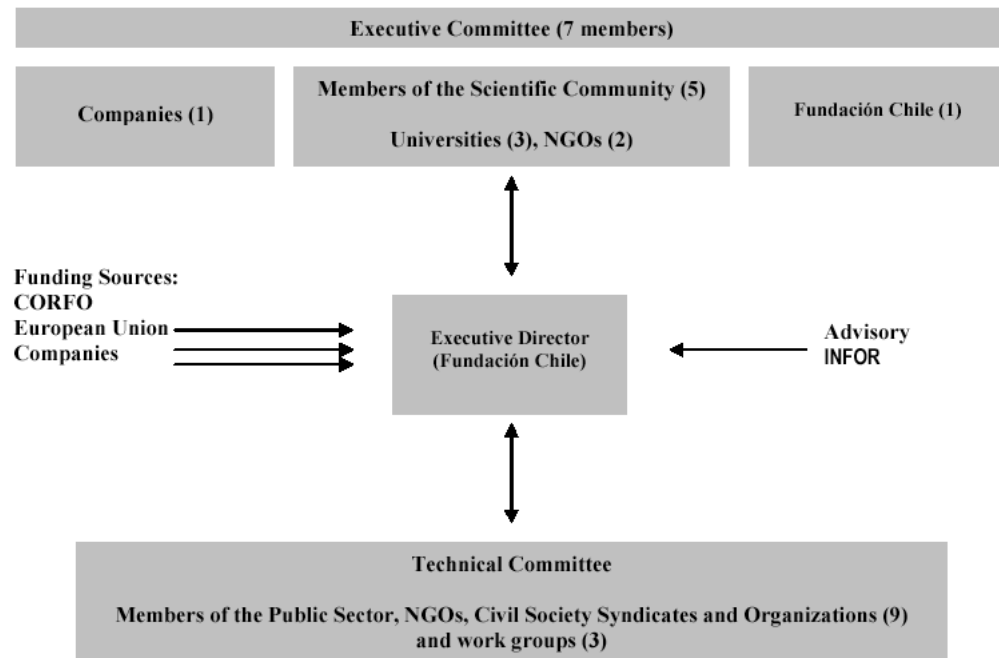 Executive Committee (7 members)
Companies (1)
Members of the Scientific Community (5)
Universities (3), NGOs (2)
Fundación Chile (1)
Funding Sources:
CORFO
European Union
Companies
Executive Director
(Fundación Chile)
Advisory
INFOR
Technical Committee
Members of the Public Sector, NGOs, Civil Society Syndicates and Organizations (9)
and work groups (3)